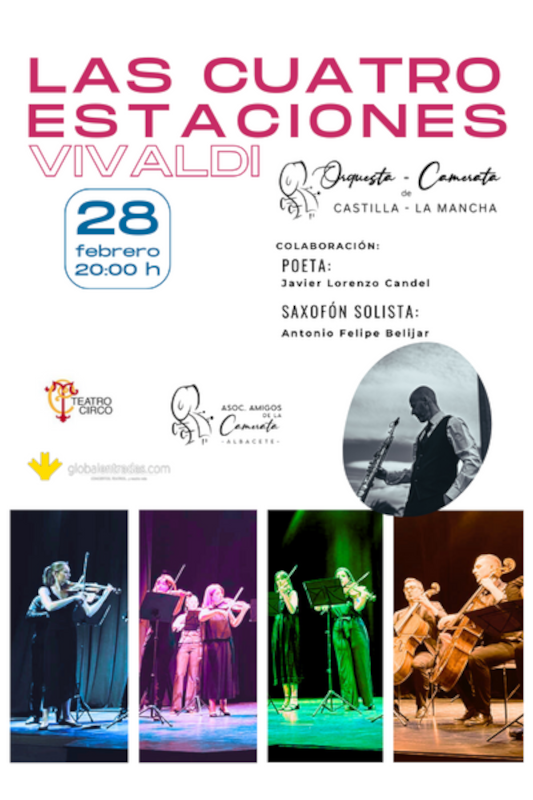 LAS CUATRO
ESTACIONES
VIVALDI
28
febrero
20:00 h
Orquesta - Camerata
de
CASTILLA - LA MANCHA
COLABORACIÓN:
POETA:
Javier Lorenzo Candel
SAXOFÓN SOLISTA:
Antonio Felipe Belijar
TEATRO
CIRCO
ASOC. AMIGOS
DE LA
Camerata
-ALBACETE-
globalentradas.com